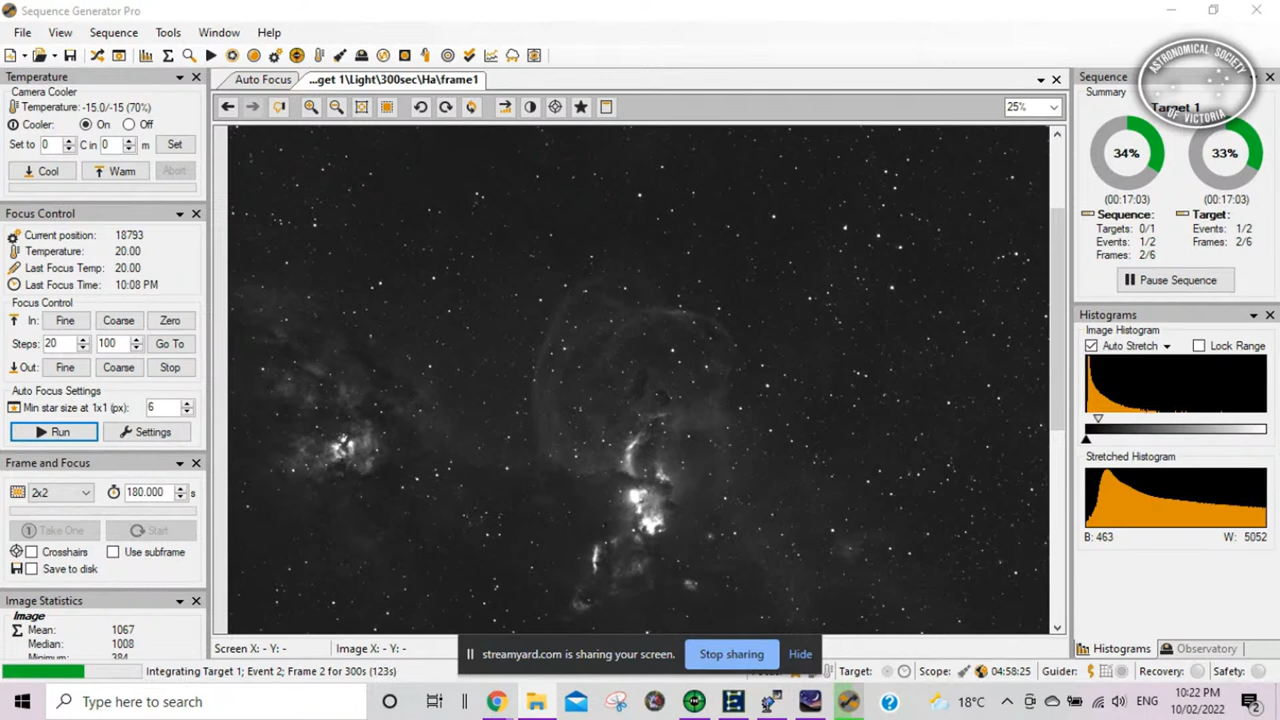 Sequence Generator Pro
File View Sequence Tools Window Help
Temperature
Camera Cooler
Temperature: -15.0/-15 (70%)
Cooler: On Off
Set to 0 C in 0 m Set
Cool Warm Abort
Focus Control
Current position: 18793
Temperature: 20.00
Last Focus Temp: 20.00
Last Focus Time: 10:08 PM
Focus Control
In: Fine Coarse Zero
Steps: 20 100 Go To
Out: Fine Coarse Stop
Auto Focus Settings
Min star size at 1x1 (px): 6
Run Settings
Frame and Focus
2x2 180.000 s
Take One Start
Crosshairs Use subframe
Save to disk
Image Statistics
Image
Mean: 1067
Median: 1008
Minimum: 384
Auto Focus ...get 1\Light\300sec\Ha\frame1
25%
Screen X: - Y: - Image X: - Y: -
streamyard.com is sharing your screen. Stop sharing Hide
ASTRONOMICAL SOCIETY
OF VICTORIA
Sequence
Summary
Target 1
34% 33%
(00:17:03) (00:17:03)
Sequence: Target:
Targets: 0/1 Events: 1/2
Events: 1/2 Frames: 2/6
Frames: 2/6
Pause Sequence
Histograms
Image Histogram
Auto Stretch Lock Range
Stretched Histogram
B: 463 W: 5052
Histograms Observatory
Integrating Target 1; Event 2; Frame 2 for 300s (123s)
Target: Scope: 04:58:25 Guider: Recovery: Safety:
Type here to search
18°C ENG 10:22 PM
10/02/2022 2